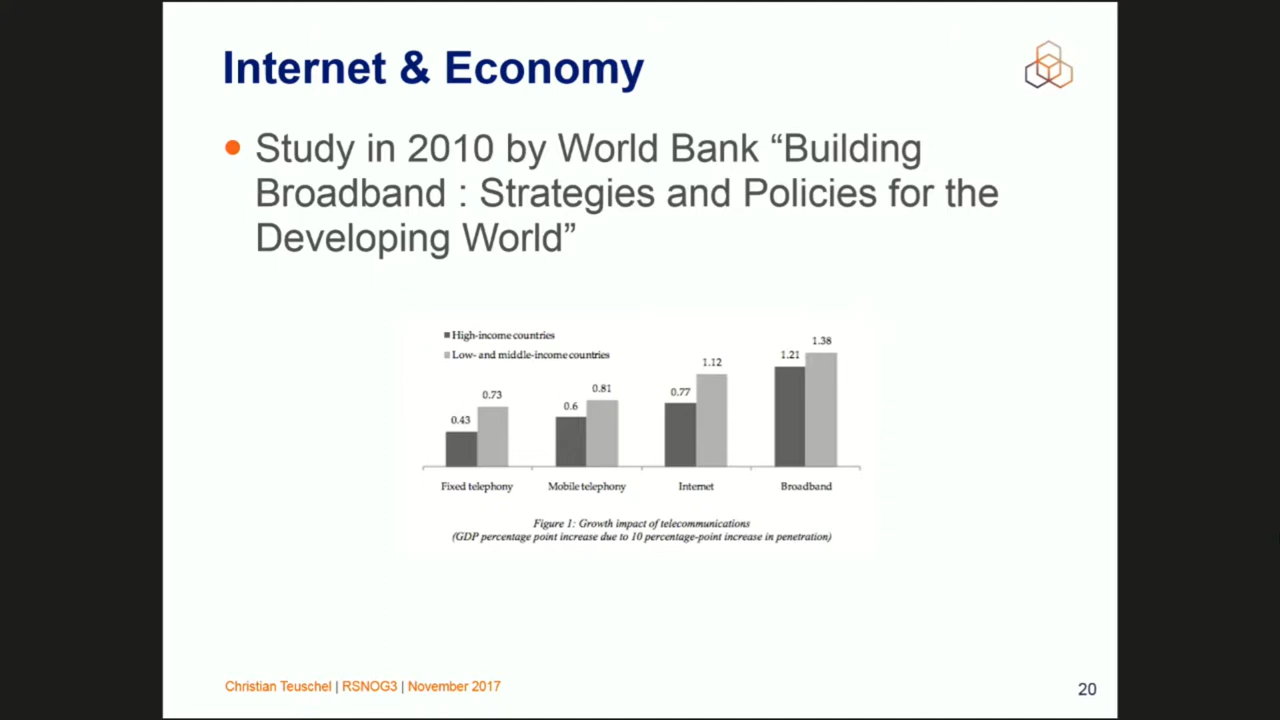 Internet & Economy
Study in 2010 by World Bank “Building
Broadband : Strategies and Policies for the
Developing World”
High-income countries
Low- and middle-income countries
0.43
0.73
0.6
0.81
0.77
1.12
1.21
1.38
Fixed telephony
Mobile telephony
Internet
Broadband
Figure 1: Growth impact of telecommunications
(GDP percentage point increase due to 10 percentage-point increase in penetration)
Christian Teuschel | RSNOG3 | November 2017
20